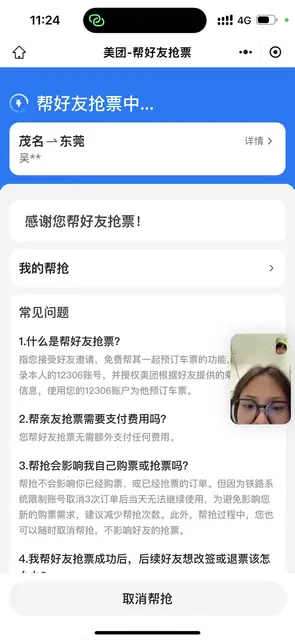 11:24
4G
美团-帮好友抢票
帮好友抢票中...
茂名 ⇀ 东莞
详情 >
吴**
感谢您帮好友抢票！
我的帮抢
常见问题
1.什么是帮好友抢票?
指您接受好友邀请，免费帮其一起预订车票的功能，
录本人的12306账号，并授权美团根据好友提供的
信息，使用您的12306账户为他预订车票。
2.帮亲友抢票需要支付费用吗?
您帮好友抢票无需额外支付任何费用。
3.帮抢会影响我自己购票或抢票吗?
帮抢不会影响你已经购票、或已经抢票的订单。但因为铁路系
统限制账号取消3次订单后当天无法继续使用，为避免影响您
新的购票需求，建议减少帮抢次数。此外，帮抢过程中，您也
可以随时取消帮抢，不影响好友的抢票。
4.我帮好友抢票成功后，后续好友想改签或退票该怎
取消帮抢